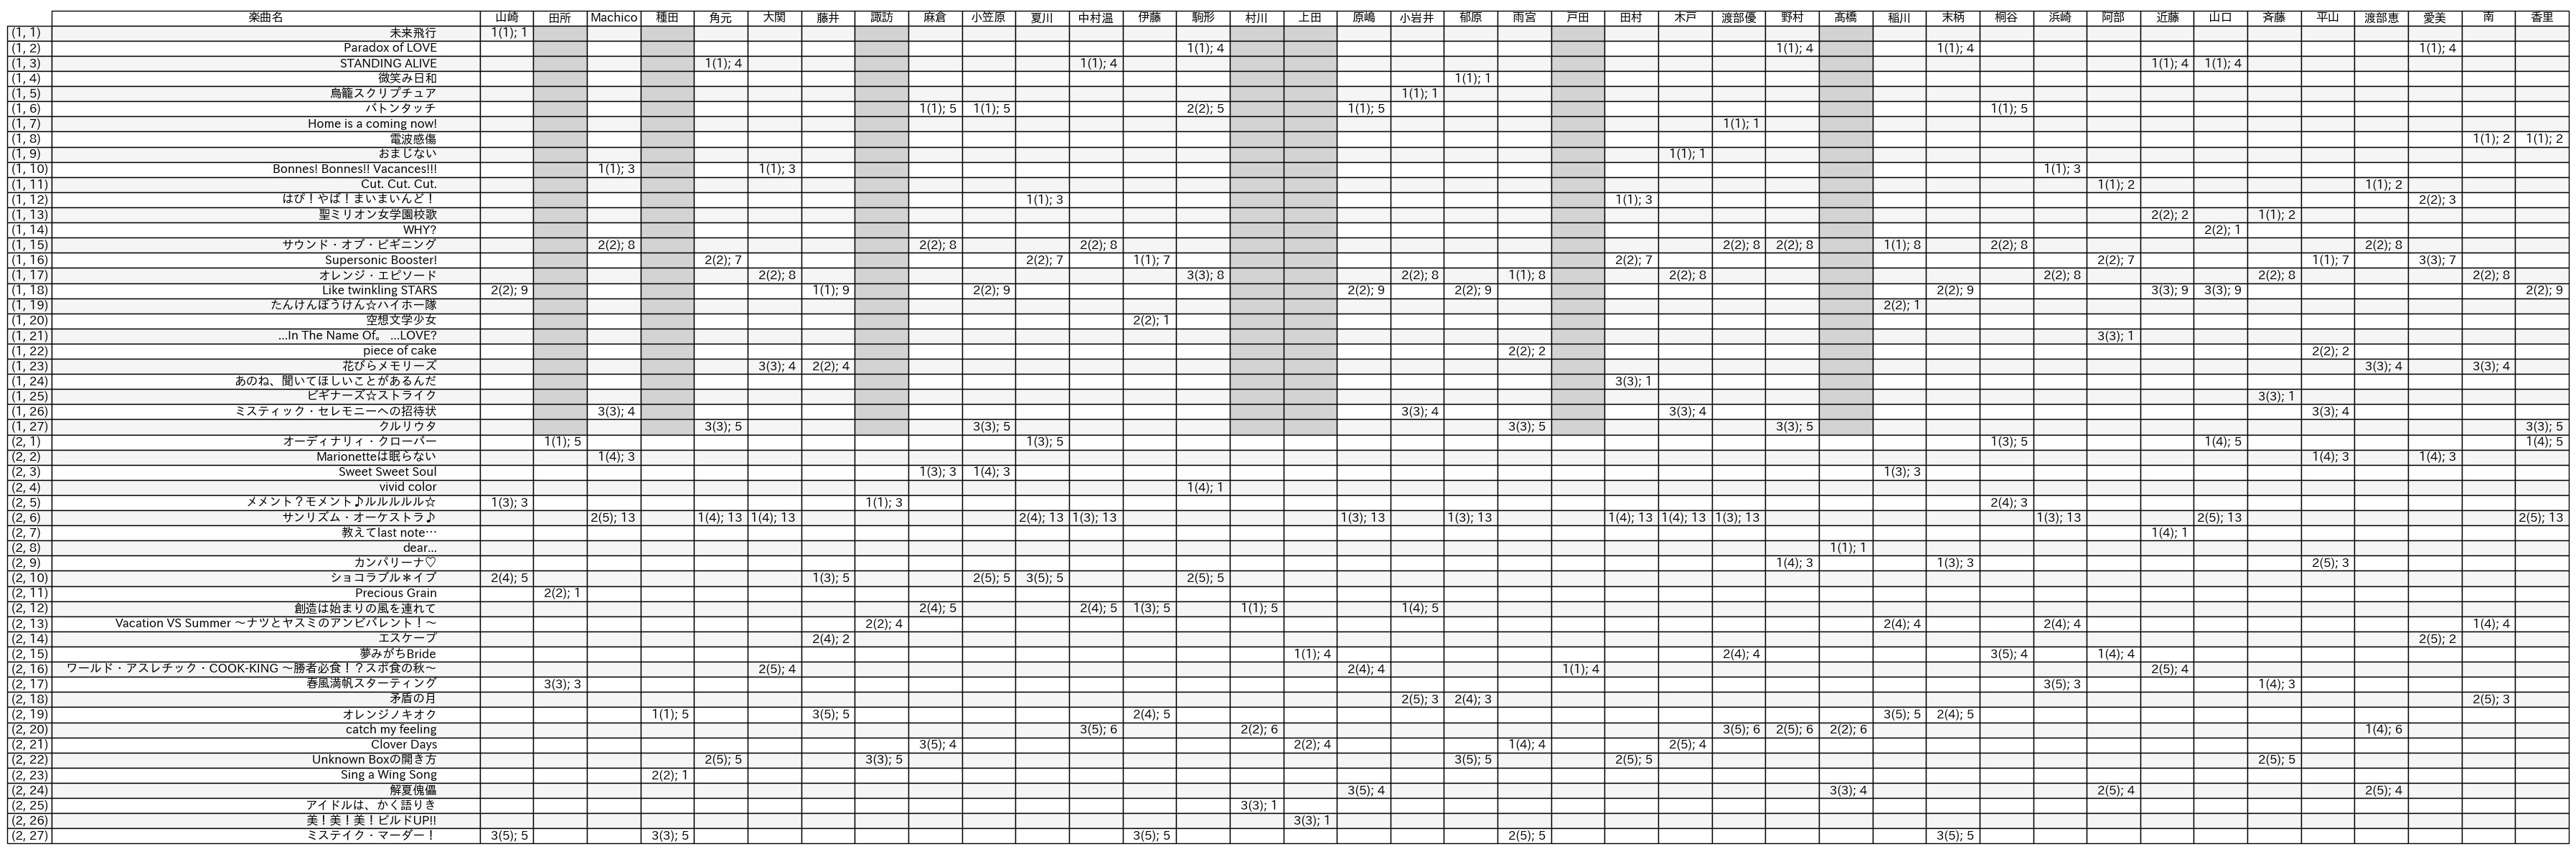 楽曲名 山崎 田所 Machico 種田 角元 大関 藤井 諏訪 麻倉 小笠原 夏川 中村温 伊藤 駒形 村川 上田 原嶋 小岩井 郁原 雨宮 戸田 田村 木戸 渡部優 野村 髙橋 稲川 末柄 桐谷 浜崎 阿部 近藤 山口 斉藤 平山 渡部恵 愛美 南 香里
(1, 1) 未来飛行 1(1); 1
(1, 2) Paradox of LOVE 1(1); 4 1(1); 4 1(1); 4 1(1); 4
(1, 3) STANDING ALIVE 1(1); 4 1(1); 4 1(1); 4 1(1); 4
(1, 4) 微笑み日和 1(1); 1
(1, 5) 鳥籠スクリプチュア 1(1); 1
(1, 6) バトンタッチ 1(1); 5 1(1); 5 2(2); 5 1(1); 5 1(1); 5
(1, 7) Home is a coming now! 1(1); 1
(1, 8) 電波感傷 1(1); 2 1(1); 2
(1, 9) おまじない 1(1); 1
(1, 10) Bonnes! Bonnes!! Vacances!!! 1(1); 3 1(1); 3 1(1); 3
(1, 11) Cut. Cut. Cut. 1(1); 2 1(1); 2
(1, 12) はぴ！やば！まいまいんど！ 1(1); 3 1(1); 3 2(2); 3
(1, 13) 聖ミリオン女学園校歌 2(2); 2 1(1); 2
(1, 14) WHY? 2(2); 1
(1, 15) サウンド・オブ・ビギニング 2(2); 8 2(2); 8 2(2); 8 2(2); 8 2(2); 8 1(1); 8 2(2); 8 2(2); 8
(1, 16) Supersonic Booster! 2(2); 7 2(2); 7 1(1); 7 2(2); 7 2(2); 7 1(1); 7 3(3); 7
(1, 17) オレンジ・エピソード 2(2); 8 3(3); 8 2(2); 8 1(1); 8 2(2); 8 2(2); 8 2(2); 8 2(2); 8
(1, 18) Like twinkling STARS 2(2); 9 1(1); 9 2(2); 9 2(2); 9 2(2); 9 2(2); 9 3(3); 9 3(3); 9 2(2); 9
(1, 19) たんけんぼうけん☆ハイホー隊 2(2); 1
(1, 20) 空想文学少女 2(2); 1
(1, 21) ...In The Name Of。 ...LOVE? 3(3); 1
(1, 22) piece of cake 2(2); 2 2(2); 2
(1, 23) 花びらメモリーズ 3(3); 4 2(2); 4 3(3); 4 3(3); 4
(1, 24) あのね、聞いてほしいことがあるんだ 3(3); 1
(1, 25) ビギナーズ☆ストライク 3(3); 1
(1, 26) ミスティック・セレモニーへの招待状 3(3); 4 3(3); 4 3(3); 4 3(3); 4
(1, 27) クルリウタ 3(3); 5 3(3); 5 3(3); 5 3(3); 5 3(3); 5
(2, 1) オーディナリィ・クローバー 1(1); 5 1(3); 5 1(3); 5 1(4); 5 1(4); 5
(2, 2) Marionetteは眠らない 1(4); 3 1(4); 3 1(4); 3
(2, 3) Sweet Sweet Soul 1(3); 3 1(4); 3 1(3); 3
(2, 4) vivid color 1(4); 1
(2, 5) メメント？モメント♪ルルルルル☆ 1(3); 3 1(1); 3 2(4); 3
(2, 6) サンリズム・オーケストラ♪ 2(5); 13 1(4); 13 1(4); 13 2(4); 13 1(3); 13 1(3); 13 1(3); 13 1(4); 13 1(4); 13 1(3); 13 1(3); 13 2(5); 13 2(5); 13
(2, 7) 教えてlast note… 1(4); 1
(2, 8) dear... 1(1); 1
(2, 9) カンパリーナ♡ 1(4); 3 1(3); 3 2(5); 3
(2, 10) ショコラブル＊イブ 2(4); 5 1(3); 5 2(5); 5 3(5); 5 2(5); 5
(2, 11) Precious Grain 2(2); 1
(2, 12) 創造は始まりの風を連れて 2(4); 5 2(4); 5 1(3); 5 1(1); 5 1(4); 5
(2, 13) Vacation VS Summer 〜ナツとヤスミのアンビバレント！〜 2(2); 4 2(4); 4 2(4); 4 1(4); 4
(2, 14) エスケープ 2(4); 2 2(5); 2
(2, 15) 夢みがちBride 1(1); 4 2(4); 4 3(5); 4 1(4); 4
(2, 16) ワールド・アスレチック・COOK-KING 〜勝者必食！？スポ食の秋〜 2(5); 4 2(4); 4 1(1); 4 2(5); 4
(2, 17) 春風満帆スターティング 3(3); 3 3(5); 3 1(4); 3
(2, 18) 矛盾の月 2(5); 3 2(4); 3 2(5); 3
(2, 19) オレンジノキオク 1(1); 5 3(5); 5 2(4); 5 3(5); 5 2(4); 5
(2, 20) catch my feeling 3(5); 6 2(2); 6 3(5); 6 2(5); 6 2(2); 6 1(4); 6
(2, 21) Clover Days 3(5); 4 2(2); 4 1(4); 4 2(5); 4
(2, 22) Unknown Boxの開き方 2(5); 5 3(3); 5 3(5); 5 2(5); 5 2(5); 5
(2, 23) Sing a Wing Song 2(2); 1
(2, 24) 解夏傀儡 3(5); 4 3(3); 4 2(5); 4 2(5); 4
(2, 25) アイドルは、かく語りき 3(3); 1
(2, 26) 美！美！美！ビルドUP!! 3(3); 1
(2, 27) ミステイク・マーダー！ 3(5); 5 3(3); 5 3(5); 5 2(5); 5 3(5); 5